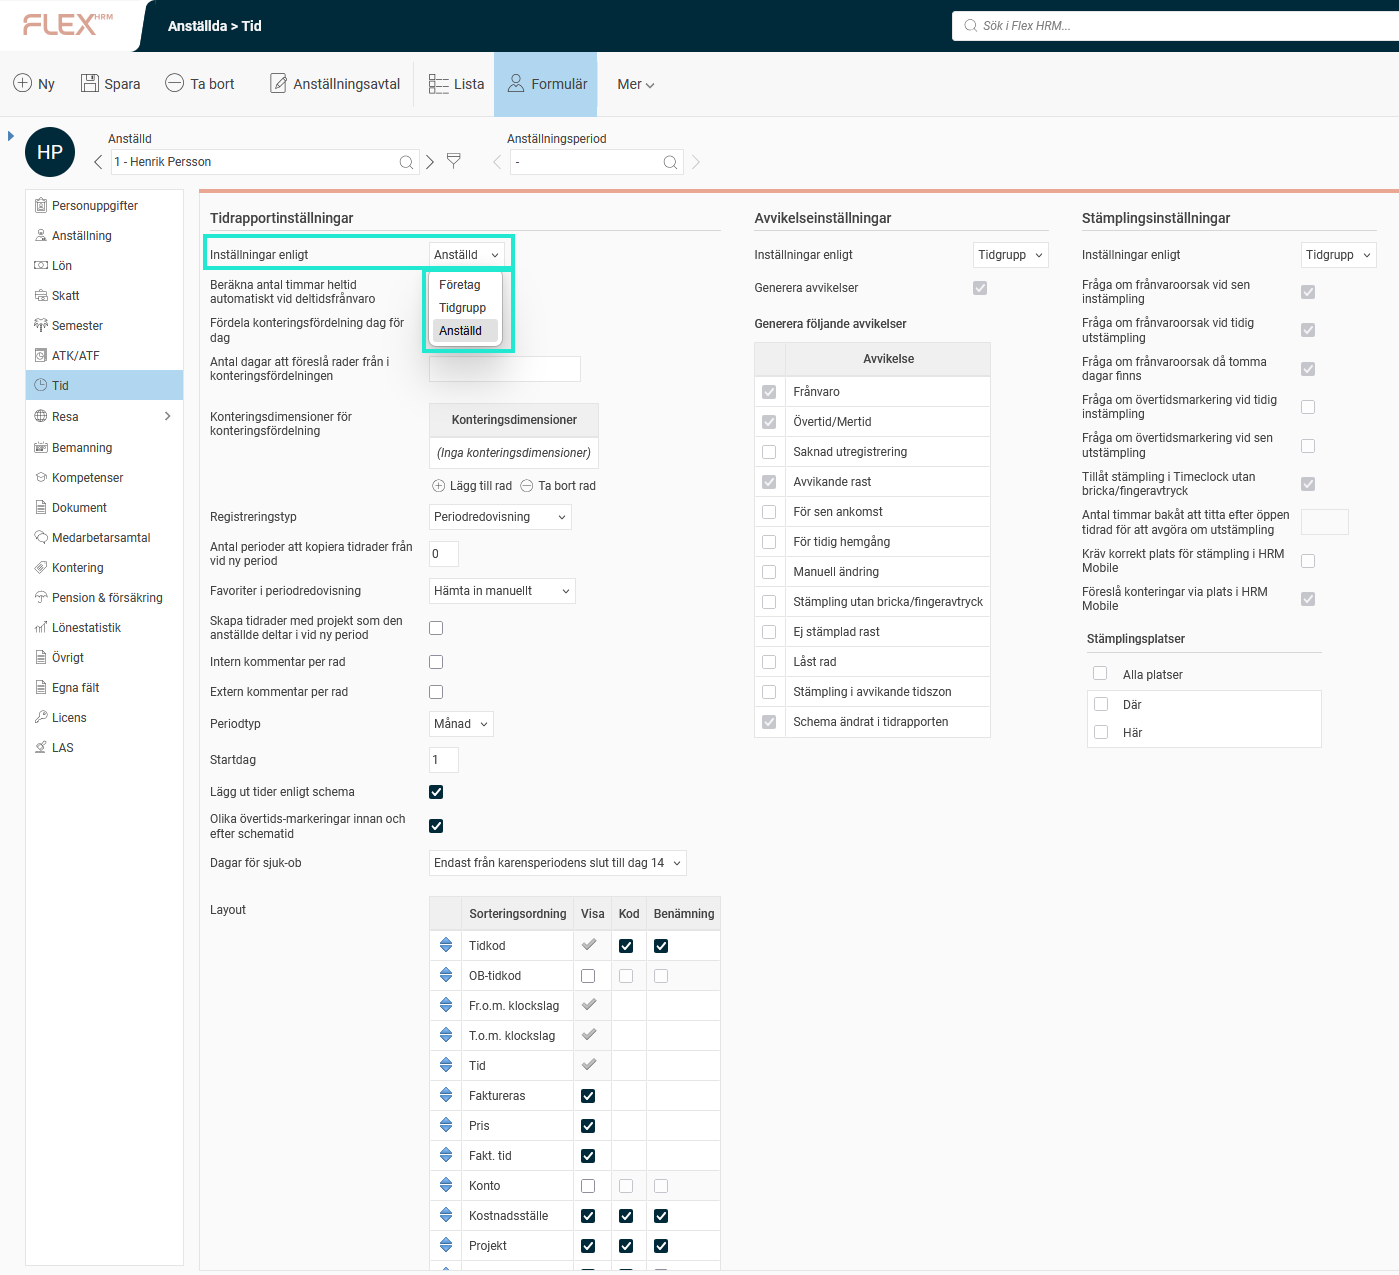 FLEX HRM
Anställda > Tid
Sök i Flex HRM...
Ny
Spara
Ta bort
Anställningsavtal
Lista
Formulär
Mer
HP
Anställd
1 - Henrik Persson
Anställningsperiod
-
Personuppgifter
Anställning
Lön
Skatt
Semester
ATK/ATF
Tid
Resa
Bemanning
Kompetenser
Dokument
Medarbetarsamtal
Kontering
Pension & försäkring
Lönestatistik
Övrigt
Egna fält
Licens
LAS
Tidrapportinställningar
Inställningar enligt
Anställd
Företag
Tidgrupp
Anställd
Beräkna antal timmar heltid
automatiskt vid deltidsfrånvaro
Fördela konteringsfördelning dag för
dag
Antal dagar att föreslå rader från i
konteringsfördelningen
Konteringsdimensioner för
konteringsfördelning
Konteringsdimensioner
(Inga konteringsdimensioner)
Lägg till rad
Ta bort rad
Registreringstyp
Periodredovisning
Antal perioder att kopiera tidrader från
vid ny period
0
Favoriter i periodredovisning
Hämta in manuellt
Skapa tidrader med projekt som den
anställde deltar i vid ny period
Intern kommentar per rad
Extern kommentar per rad
Periodtyp
Månad
Startdag
1
Lägg ut tider enligt schema
Olika övertids-markeringar innan och
efter schematid
Dagar för sjuk-ob
Endast från karensperiodens slut till dag 14
Layout
Sorteringsordning
Visa
Kod
Benämning
Tidkod
OB-tidkod
Fr.o.m. klockslag
T.o.m. klockslag
Tid
Faktureras
Pris
Fakt. tid
Konto
Kostnadsställe
Projekt
Avvikelseinställningar
Inställningar enligt
Tidgrupp
Generera avvikelser
Generera följande avvikelser
Avvikelse
Frånvaro
Övertid/Mertid
Saknad utregistrering
Avvikande rast
För sen ankomst
För tidig hemgång
Manuell ändring
Stämpling utan bricka/fingeravtryck
Ej stämplad rast
Låst rad
Stämpling i avvikande tidszon
Schema ändrat i tidrapporten
Stämplingsinställningar
Inställningar enligt
Tidgrupp
Fråga om frånvaroorsak vid sen
instämpling
Fråga om frånvaroorsak vid tidig
utstämpling
Fråga om frånvaroorsak då tomma
dagar finns
Fråga om övertidsmarkering vid tidig
instämpling
Fråga om övertidsmarkering vid sen
utstämpling
Tillåt stämpling i Timeclock utan
bricka/fingeravtryck
Antal timmar bakåt att titta efter öppen
tidrad för att avgöra om utstämpling
Kräv korrekt plats för stämpling i HRM
Mobile
Föreslå konteringar via plats i HRM
Mobile
Stämplingsplatser
Alla platser
Där
Här